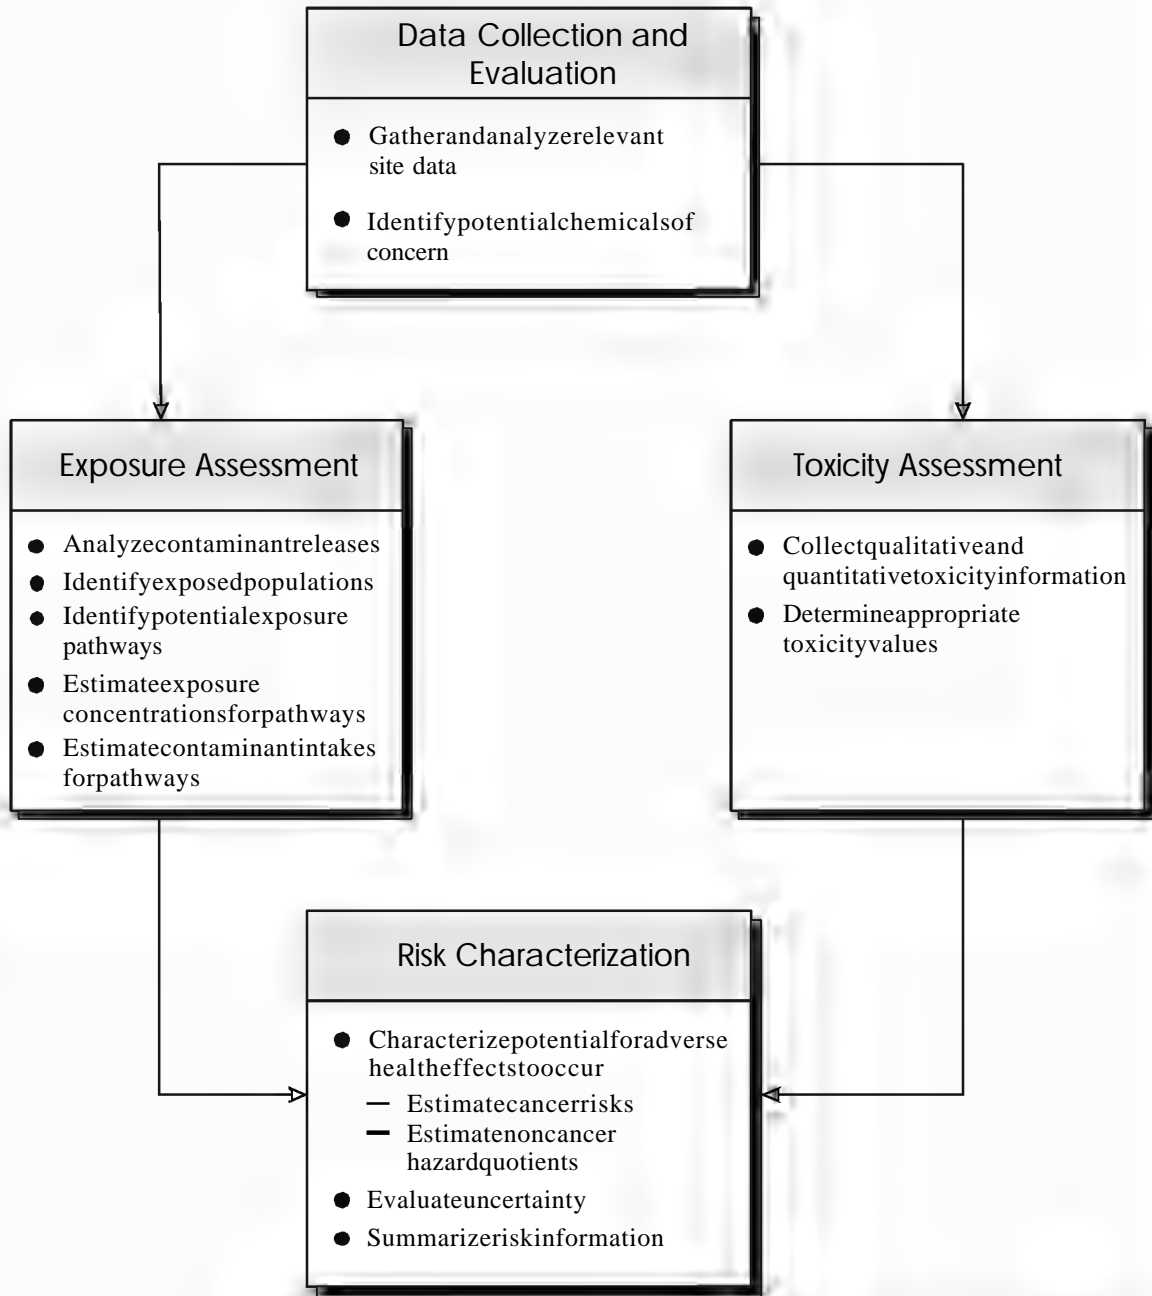 Data Collection and
Evaluation
● Gatherandanalyzerelevant
site data
● Identifypotentialchemicalsof
concern
Exposure Assessment
● Analyzecontaminantreleases
● Identifyexposedpopulations
● Identifypotentialexposure
pathways
● Estimateexposure
concentrationsforpathways
● Estimatecontaminantintakes
forpathways
Toxicity Assessment
● Collectqualitativeand
quantitativetoxicityinformation
● Determineappropriate
toxicityvalues
Risk Characterization
● Characterizepotentialforadverse
healtheffectstooccur
— Estimatecancerrisks
— Estimatenoncancer
hazardquotients
● Evaluateuncertainty
● Summarizeriskinformation